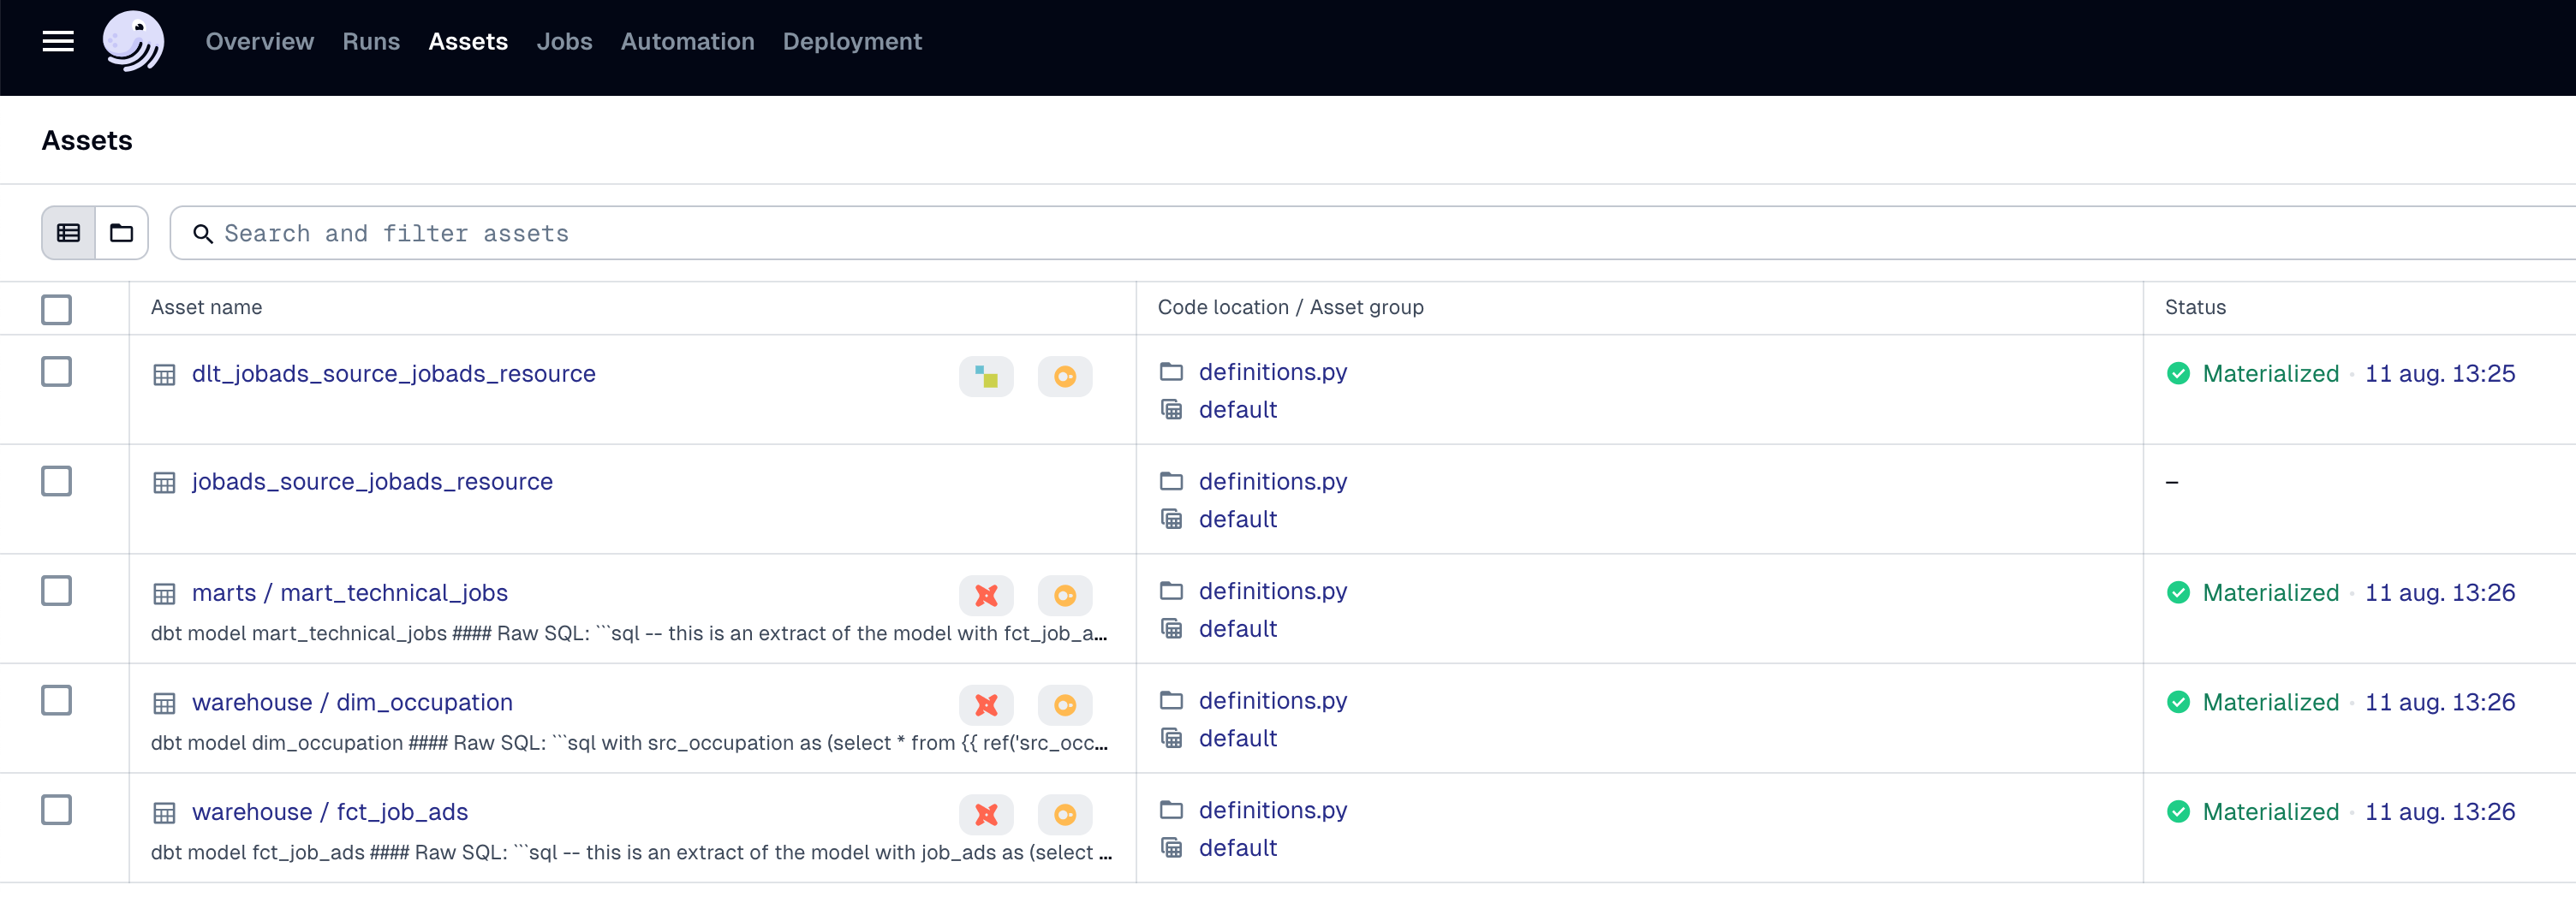 Overview Runs Assets Jobs Automation Deployment
Assets
Search and filter assets
Asset name
Code location / Asset group
Status
dlt_jobads_source_jobads_resource
definitions.py
default
Materialized • 11 aug. 13:25
jobads_source_jobads_resource
definitions.py
default
–
marts / mart_technical_jobs
dbt model mart_technical_jobs #### Raw SQL: ```sql -- this is an extract of the model with fct_job_a...
definitions.py
default
Materialized • 11 aug. 13:26
warehouse / dim_occupation
dbt model dim_occupation #### Raw SQL: ```sql with src_occupation as (select * from {{ ref('src_occ...
definitions.py
default
Materialized • 11 aug. 13:26
warehouse / fct_job_ads
dbt model fct_job_ads #### Raw SQL: ```sql -- this is an extract of the model with job_ads as (select ...
definitions.py
default
Materialized • 11 aug. 13:26